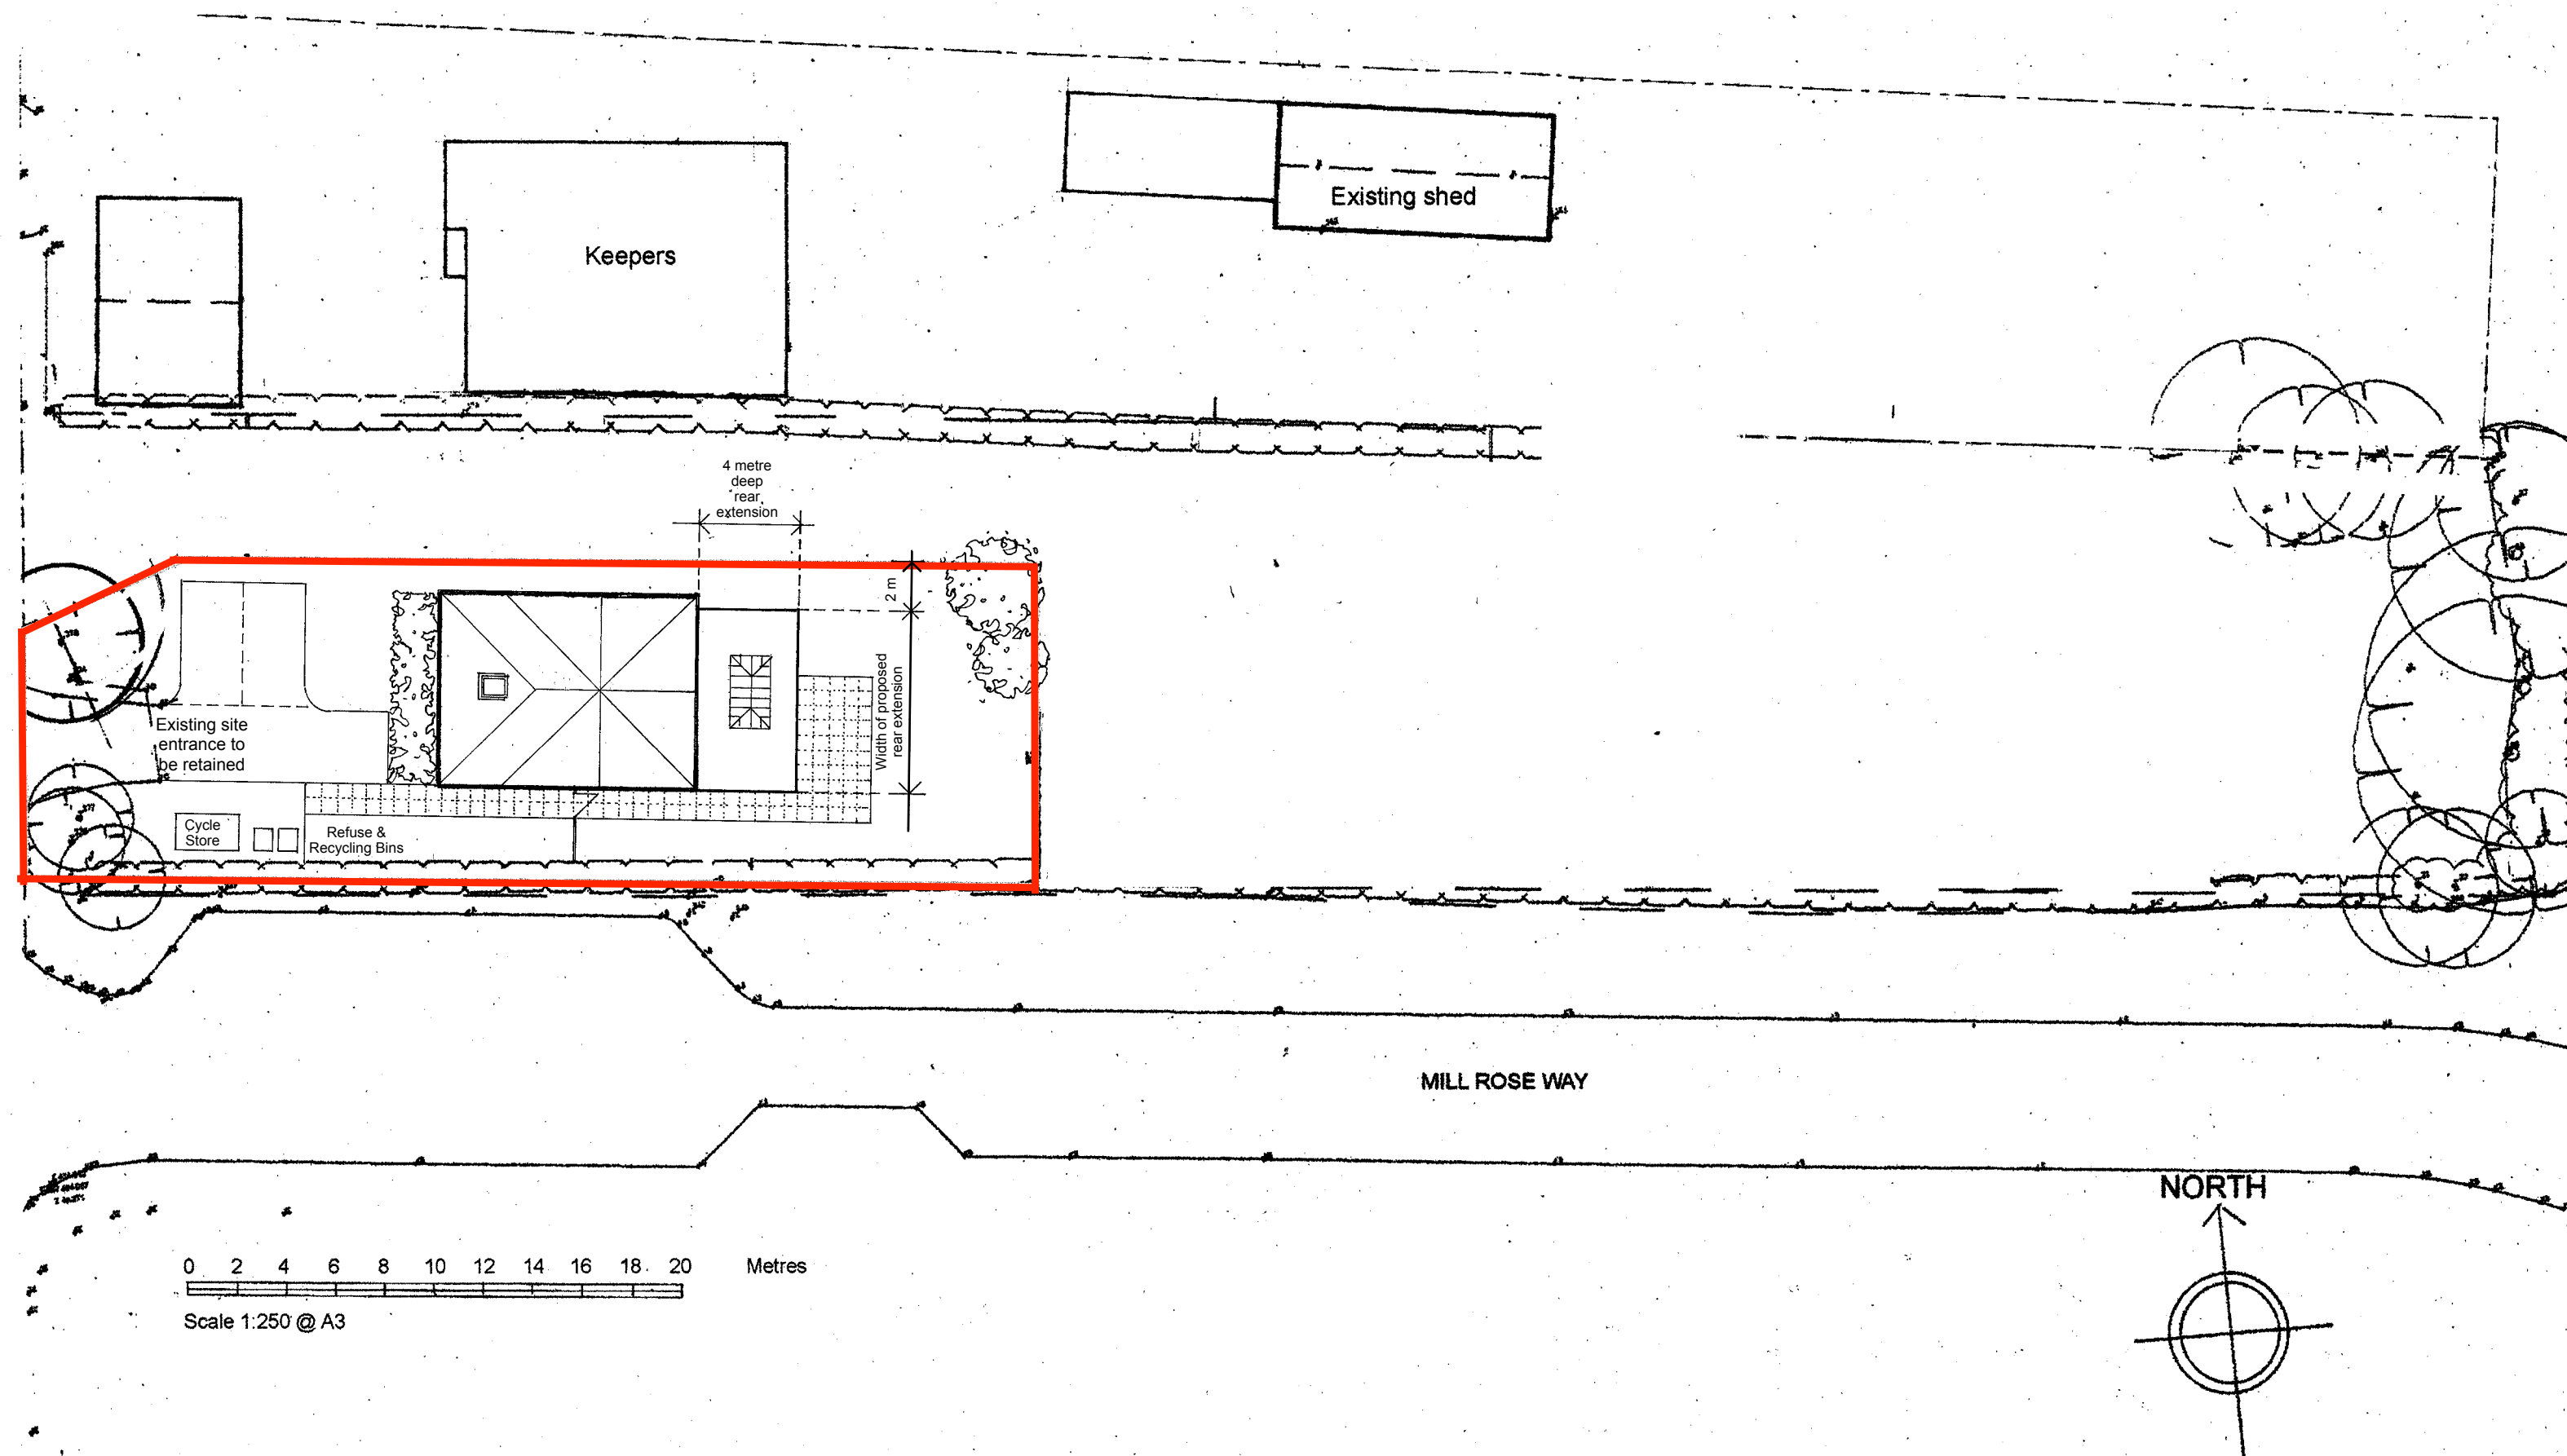 Existing shed
Keepers
4 metre
deep
rear
extension
2 m
Width of proposed
rear extension
Existing site
entrance to
be retained
Cycle
Store
Refuse &
Recycling Bins
MILL ROSE WAY
NORTH
0 2 4 6 8 10 12 14 16 18 20 Metres
Scale 1:250 @ A3